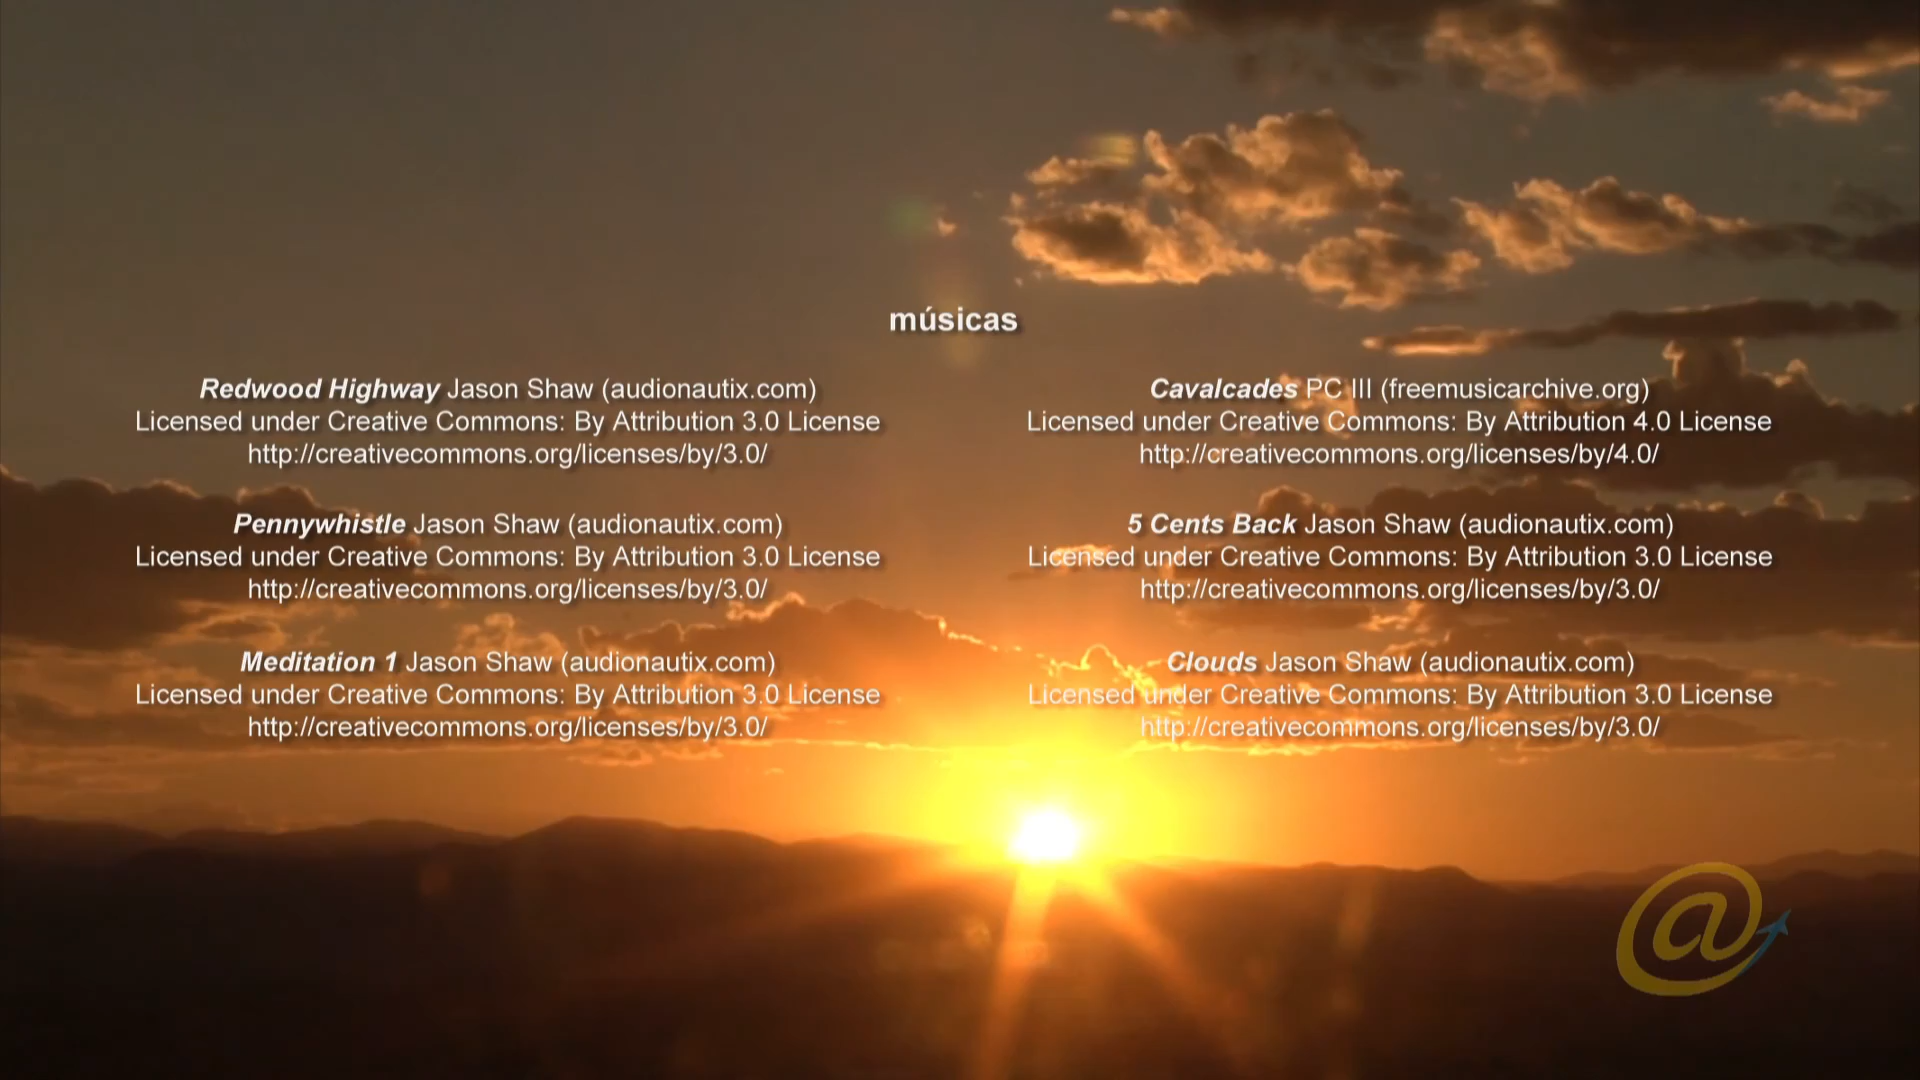 músicas
Redwood Highway Jason Shaw (audionautix.com)
Licensed under Creative Commons: By Attribution 3.0 License
http://creativecommons.org/licenses/by/3.0/
Pennywhistle Jason Shaw (audionautix.com)
Licensed under Creative Commons: By Attribution 3.0 License
http://creativecommons.org/licenses/by/3.0/
Meditation 1 Jason Shaw (audionautix.com)
Licensed under Creative Commons: By Attribution 3.0 License
http://creativecommons.org/licenses/by/3.0/
Cavalcades PC III (freemusicarchive.org)
Licensed under Creative Commons: By Attribution 4.0 License
http://creativecommons.org/licenses/by/4.0/
5 Cents Back Jason Shaw (audionautix.com)
Licensed under Creative Commons: By Attribution 3.0 License
http://creativecommons.org/licenses/by/3.0/
Clouds Jason Shaw (audionautix.com)
Licensed under Creative Commons: By Attribution 3.0 License
http://creativecommons.org/licenses/by/3.0/
@